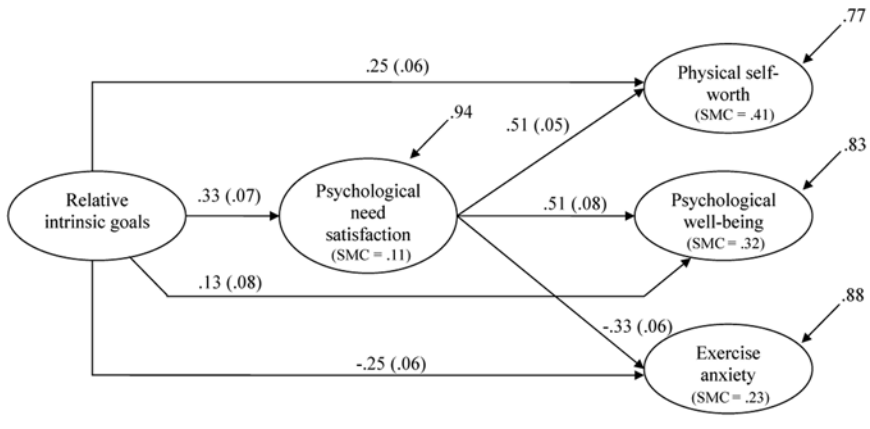 .77
.25 (.06)
Physical self-
worth
(SMC = .41)
.94
.51 (.05)
.83
Relative
intrinsic goals
.33 (.07)
Psychological
need
satisfaction
(SMC = .11)
.51 (.08)
Psychological
well-being
(SMC = .32)
.13 (.08)
.88
-.33 (.06)
-.25 (.06)
Exercise
anxiety
(SMC = .23)